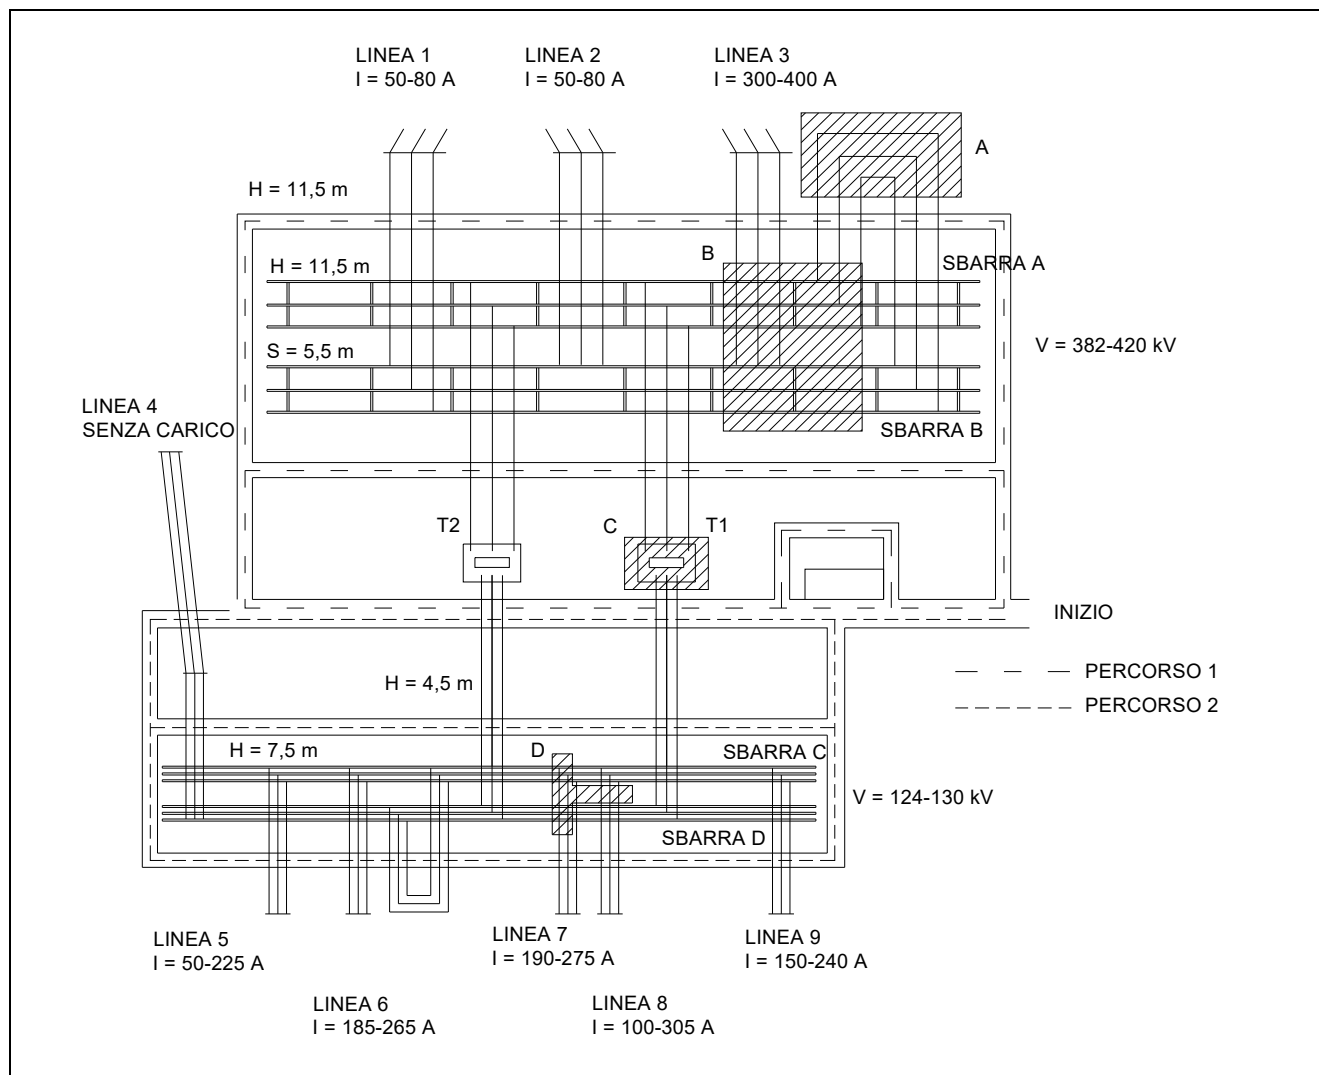 LINEA 1
I = 50-80 A
LINEA 2
I = 50-80 A
LINEA 3
I = 300-400 A
A
H = 11,5 m
B
H = 11,5 m
SBARRA A
S = 5,5 m
V = 382-420 kV
LINEA 4
SENZA CARICO
SBARRA B
T2
C
T1
INIZIO
PERCORSO 1
H = 4,5 m
PERCORSO 2
H = 7,5 m
D
SBARRA C
V = 124-130 kV
SBARRA D
LINEA 5
I = 50-225 A
LINEA 7
I = 190-275 A
LINEA 9
I = 150-240 A
LINEA 6
I = 185-265 A
LINEA 8
I = 100-305 A